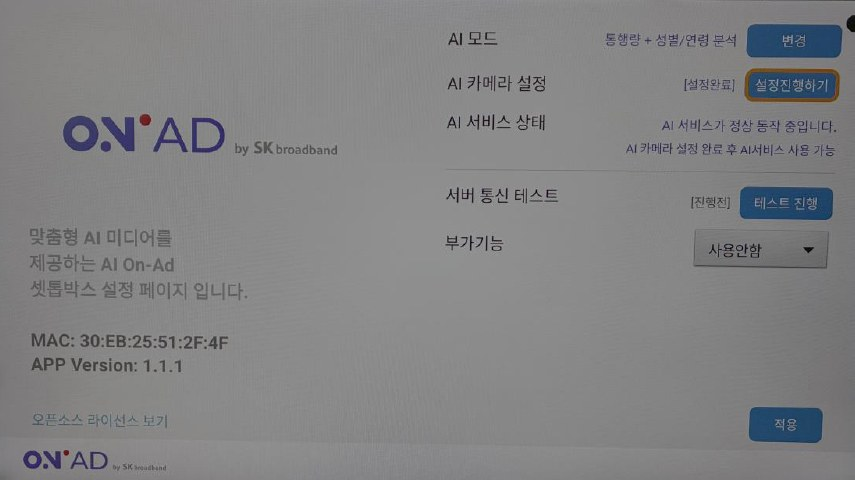 ON AD by SK broadband
맞춤형 AI 미디어를
제공하는 AI On-Ad
셋톱박스 설정 페이지 입니다.
MAC: 30:EB:25:51:2F:4F
APP Version: 1.1.1
오픈소스 라이선스 보기
AI 모드 통행량 + 성별/연령 분석 변경
AI 카메라 설정 [설정완료] 설정진행하기
AI 서비스 상태 AI 서비스가 정상 동작 중입니다.
AI 카메라 설정 완료 후 AI서비스 사용 가능
서버 통신 테스트 [진행전] 테스트 진행
부가기능 사용안함
적용
ON AD by SK broadband